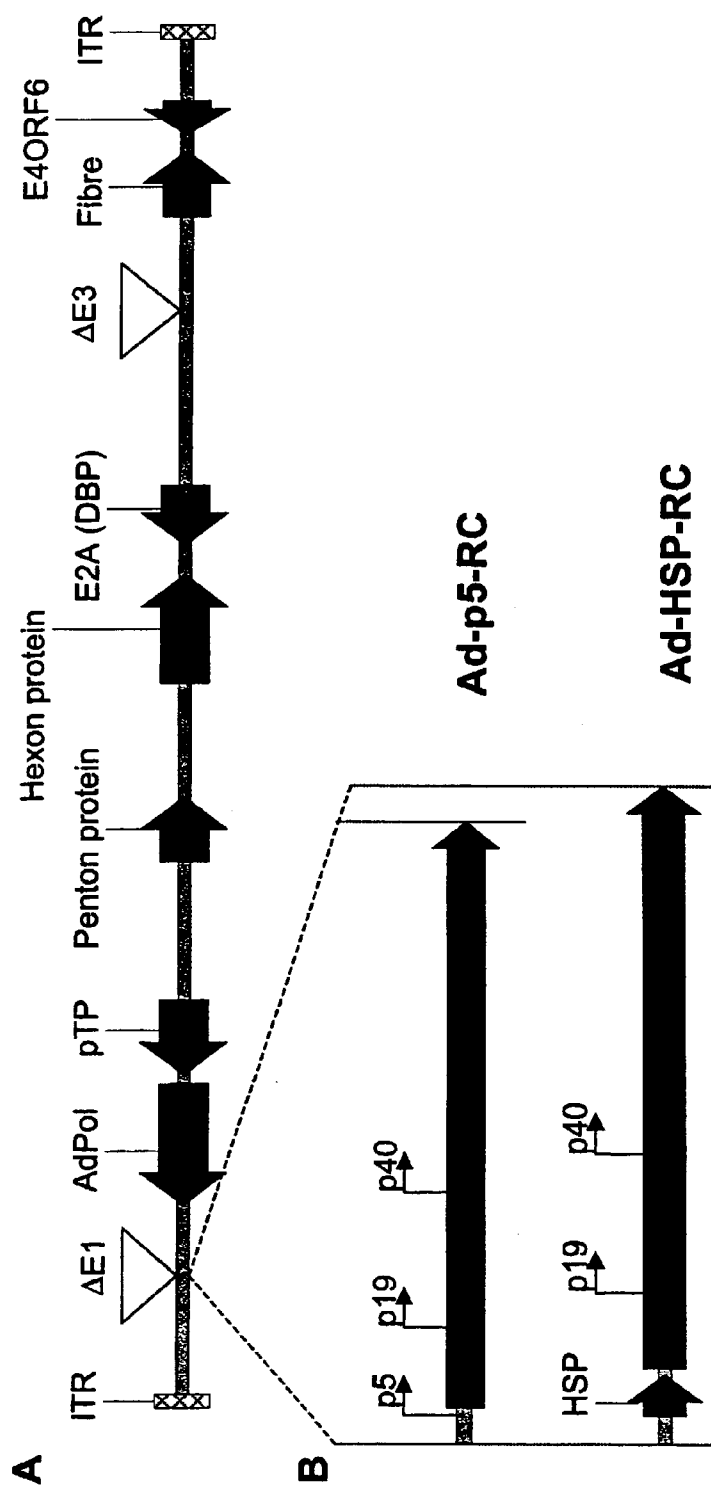 A
ITR
ΔE1
AdPol
pTP
Penton protein
Hexon protein
E2A (DBP)
ΔE3
Fibre
E4ORF6
ITR
B
p5
p19
p40
Ad-p5-RC
HSP
p19
p40
Ad-HSP-RC